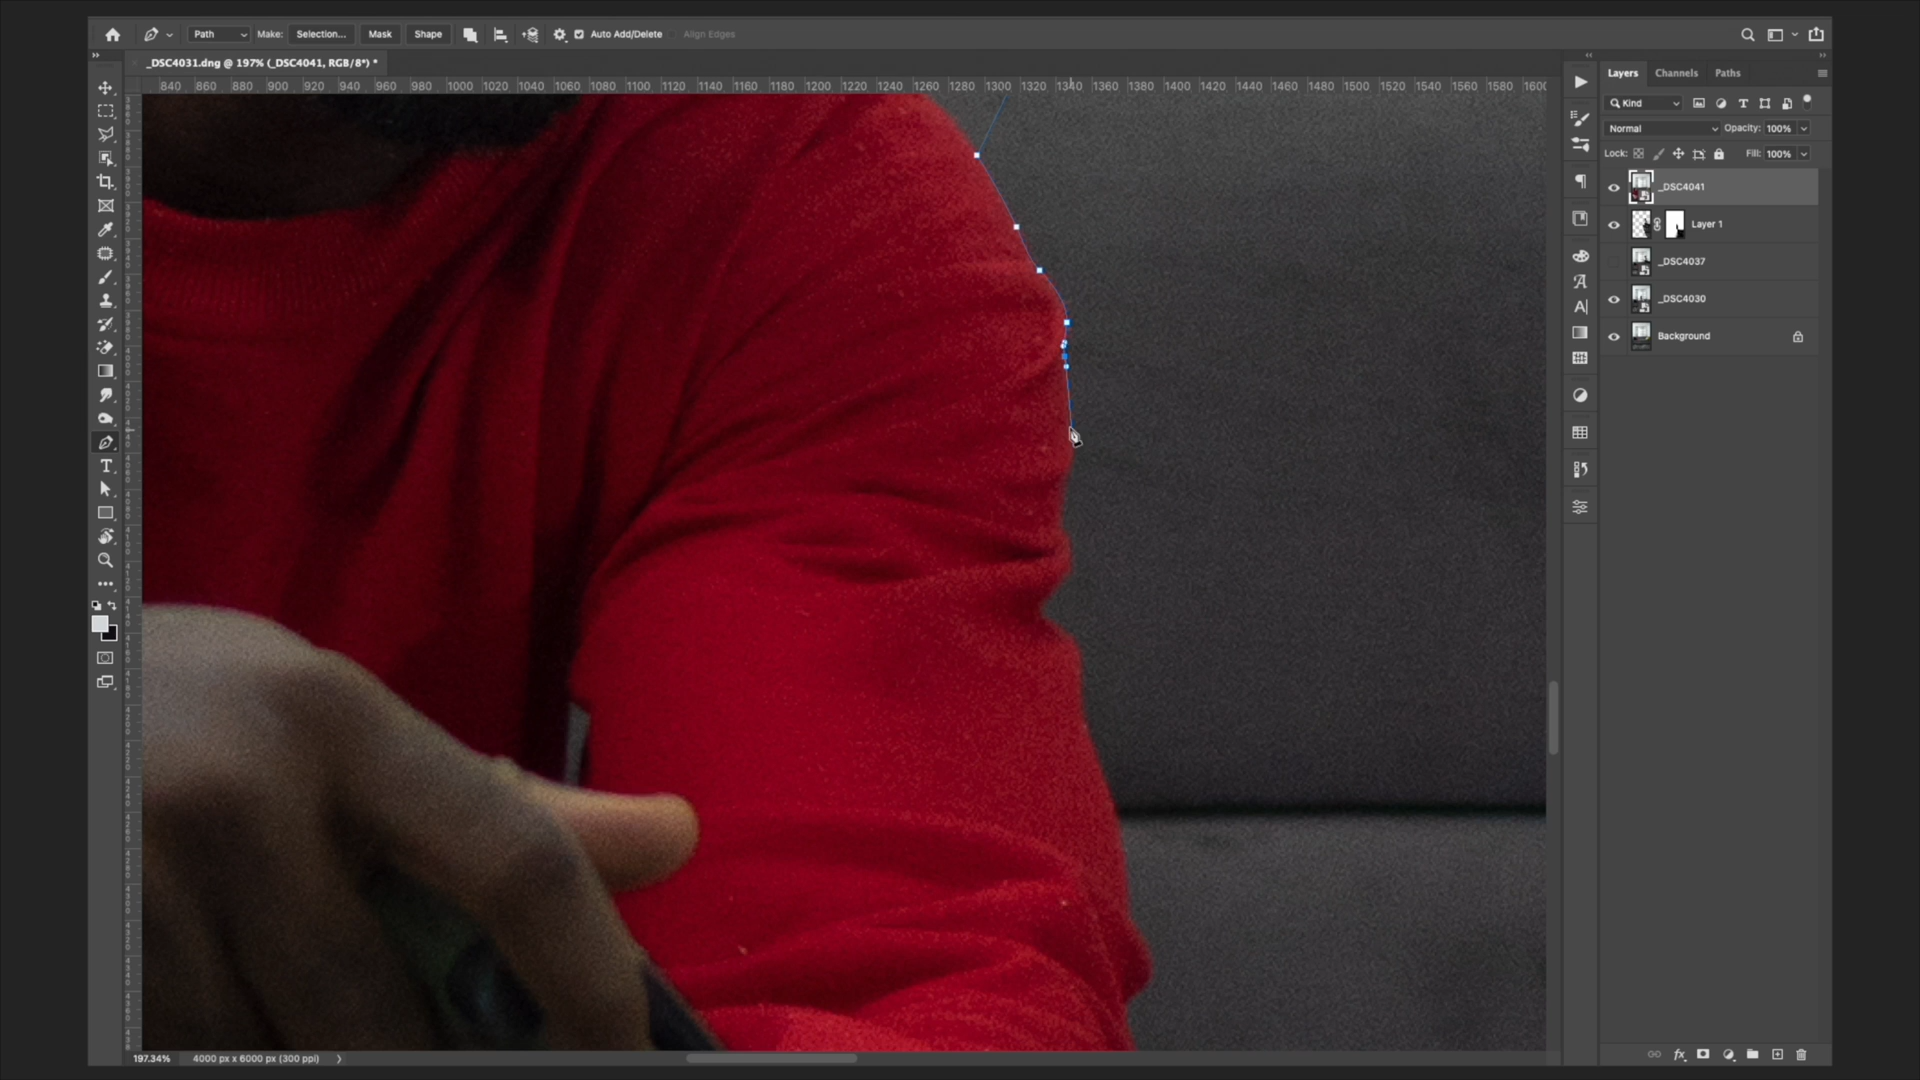 Path Make: Selection... Mask Shape Auto Add/Delete Align Edges
_DSC4031.dng @ 197% (_DSC4041, RGB/8*) *
840 860 880 900 920 940 960 980 1000 1020 1040 1060 1080 1100 1120 1140 1160 1180 1200 1220 1240 1260 1280 1300 1320 1340 1360 1380 1400 1420 1440 1460 1480 1500 1520 1540 1560 1580 1600
Layers Channels Paths
Kind
Normal Opacity: 100%
Lock: Fill: 100%
_DSC4041
Layer 1
_DSC4037
_DSC4030
Background
197.34% 4000 px x 6000 px (300 ppi)